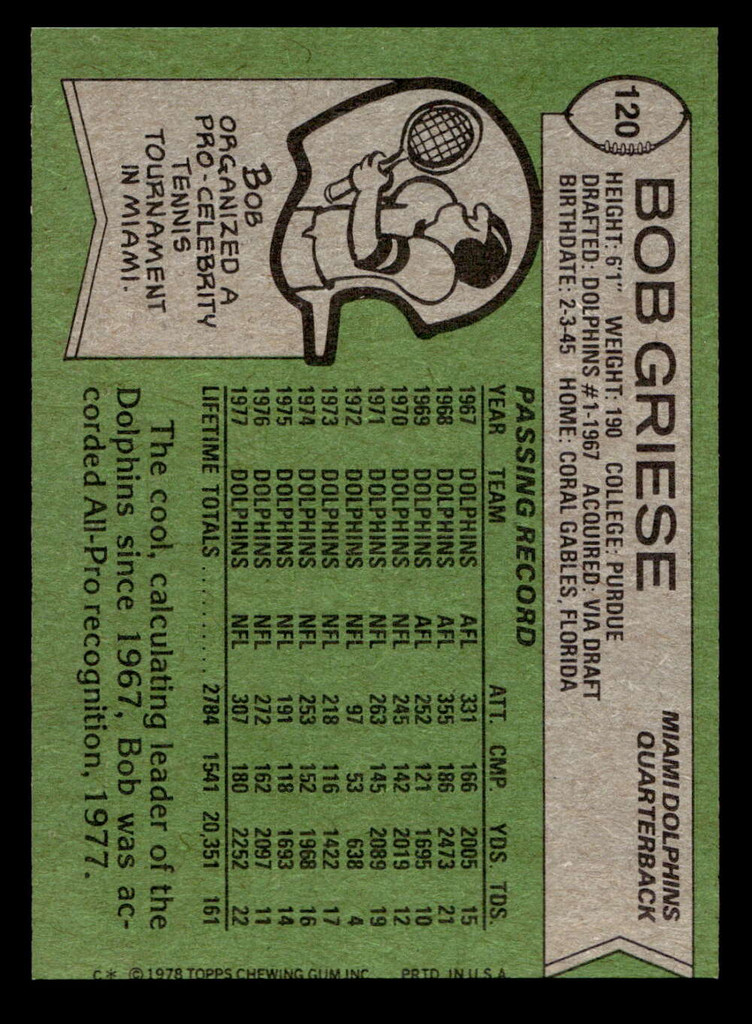 120
BOB GRIESE
MIAMI DOLPHINS
QUARTERBACK
HEIGHT: 6'1" WEIGHT: 190 COLLEGE: PURDUE
DRAFTED: DOLPHINS #1-1967 ACQUIRED: VIA DRAFT
BIRTHDATE: 2-3-45 HOME: CORAL GABLES, FLORIDA
BOB
ORGANIZED A
PRO-CELEBRITY
TENNIS
TOURNAMENT
IN MIAMI.
PASSING RECORD
YEAR TEAM ATT. CMP. YDS. TDS.
1967 DOLPHINS AFL 331 166 2005 15
1968 DOLPHINS AFL 355 186 2473 21
1969 DOLPHINS AFL 252 121 1695 10
1970 DOLPHINS NFL 245 142 2019 12
1971 DOLPHINS NFL 263 145 2089 19
1972 DOLPHINS NFL 97 53 638 4
1973 DOLPHINS NFL 218 116 1422 17
1974 DOLPHINS NFL 253 152 1968 16
1975 DOLPHINS NFL 191 118 1693 14
1976 DOLPHINS NFL 272 162 2097 11
1977 DOLPHINS NFL 307 180 2252 22
LIFETIME TOTALS .......... 2784 1541 20,351 161
The cool, calculating leader of the
Dolphins since 1967, Bob was ac-
corded All-Pro recognition, 1977.
C* © 1978 TOPPS CHEWING GUM INC. PRTD. IN U.S.A.